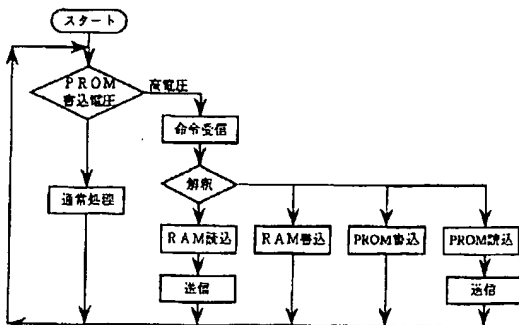 スタート
PROM
書込電圧
高電圧
命令受信
解釈
通常処理
RAM読込
RAM書込
PROM書込
PROM読込
送信
送信